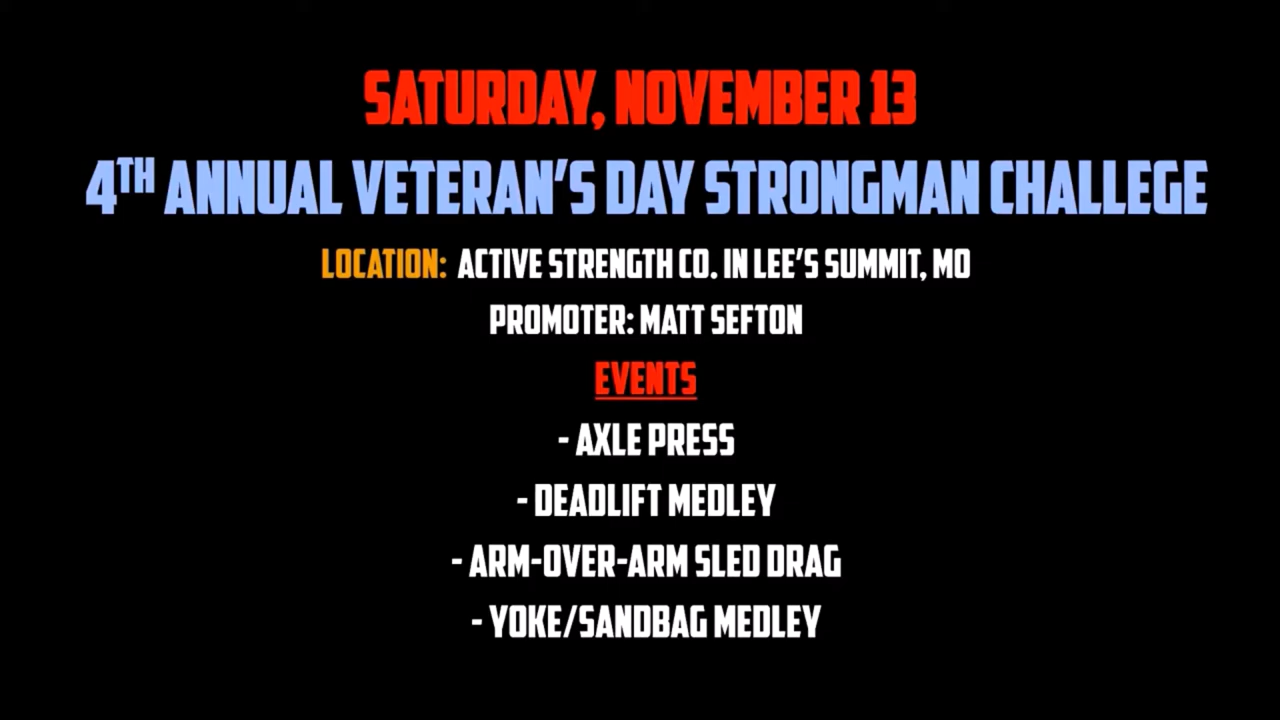 SATURDAY, NOVEMBER 13
4TH ANNUAL VETERAN'S DAY STRONGMAN CHALLEGE
LOCATION: ACTIVE STRENGTH CO. IN LEE'S SUMMIT, MO
PROMOTER: MATT SEFTON
EVENTS
- AXLE PRESS
- DEADLIFT MEDLEY
- ARM-OVER-ARM SLED DRAG
- YOKE/SANDBAG MEDLEY